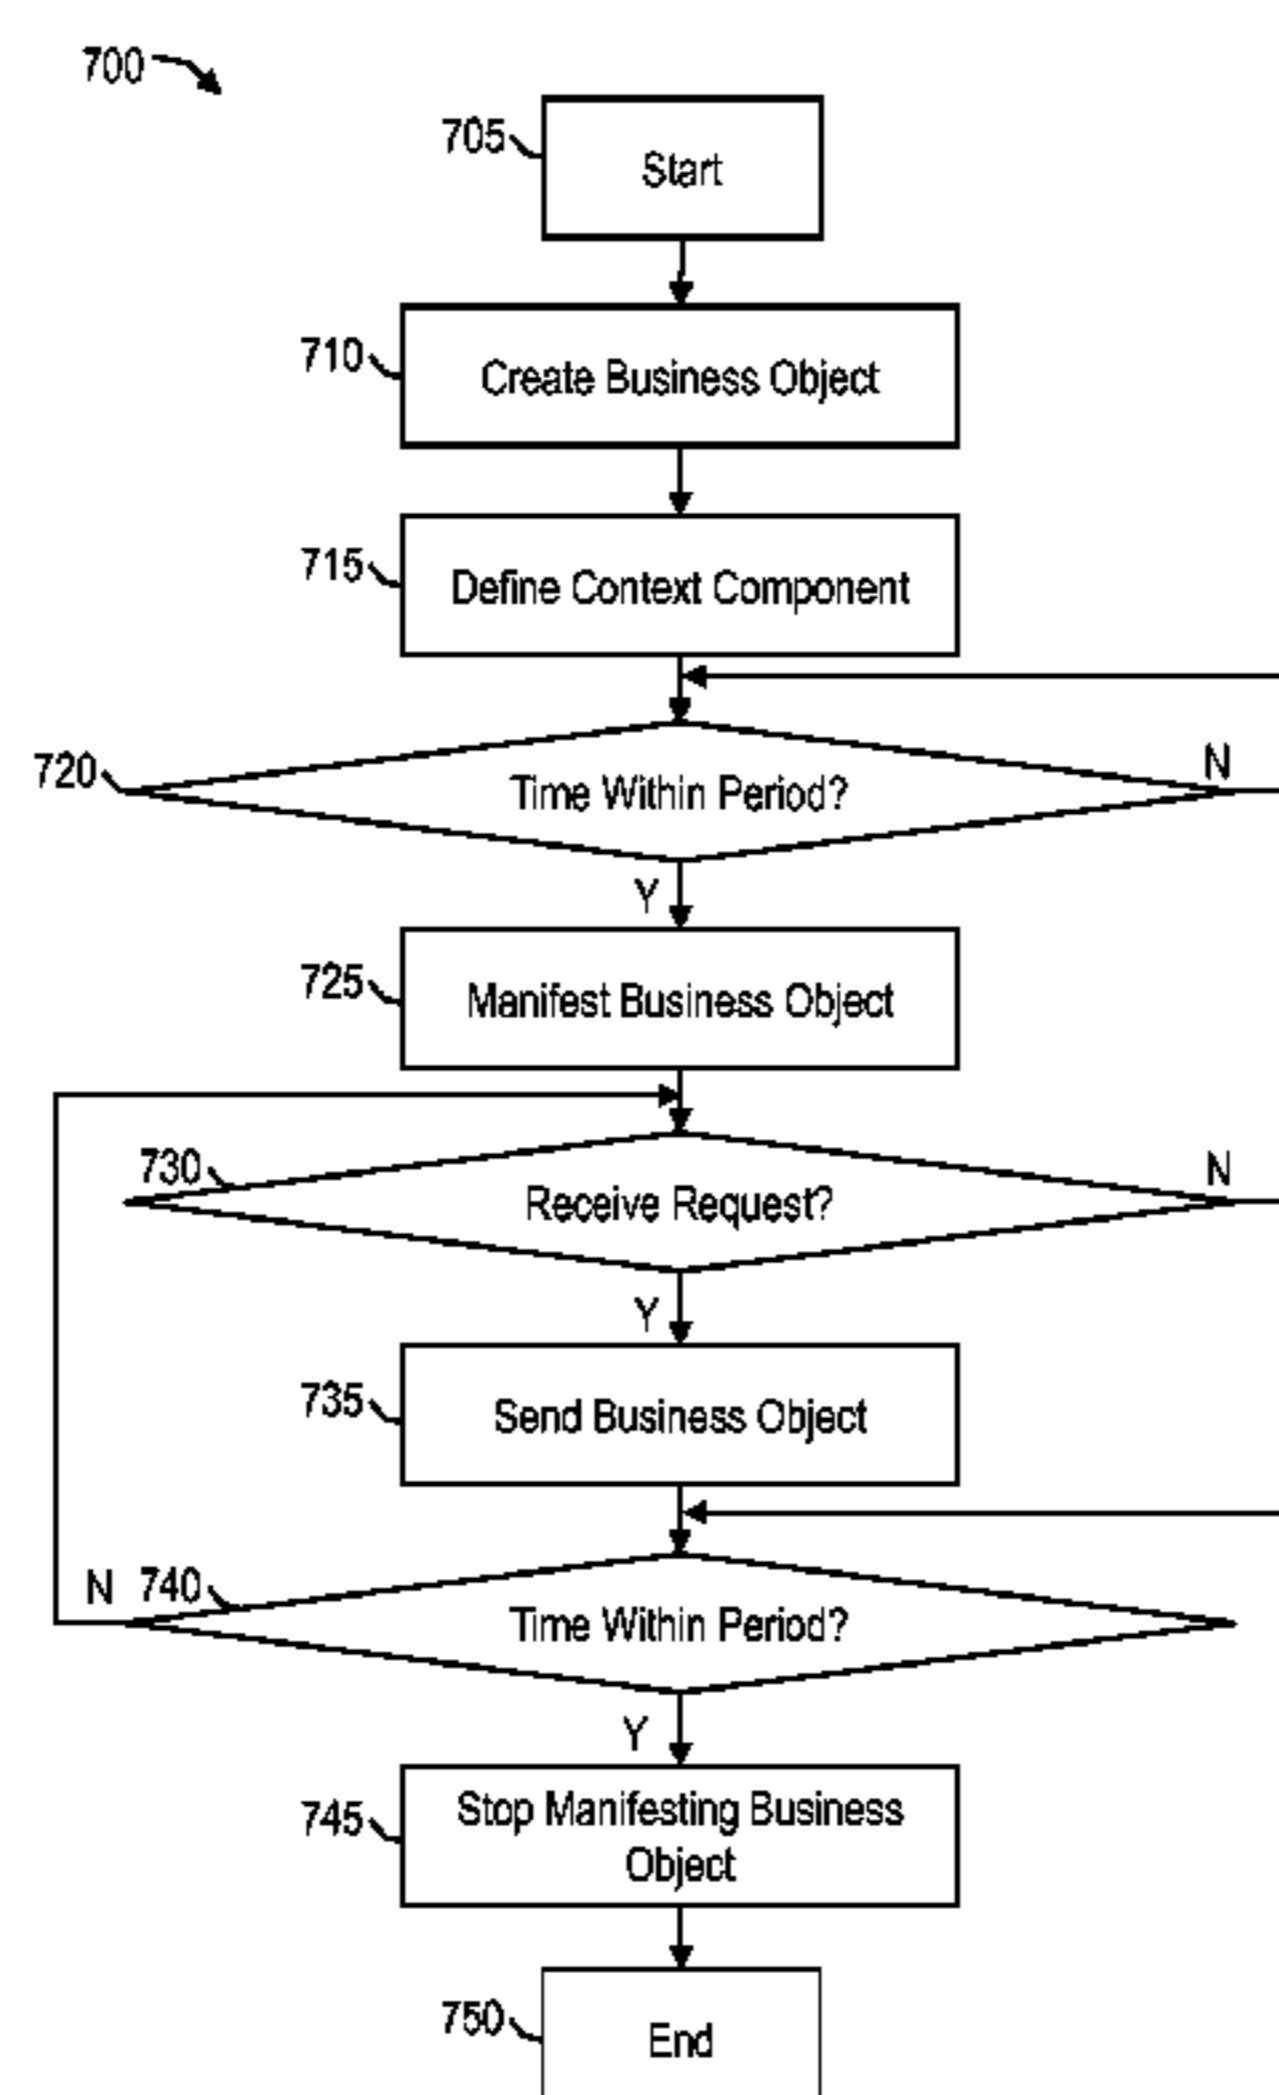 700
705
Start
710
Create Business Object
715
Define Context Component
720
Time Within Period?
N
Y
725
Manifest Business Object
730
Receive Request?
N
Y
735
Send Business Object
N
740
Time Within Period?
Y
745
Stop Manifesting Business
Object
750
End